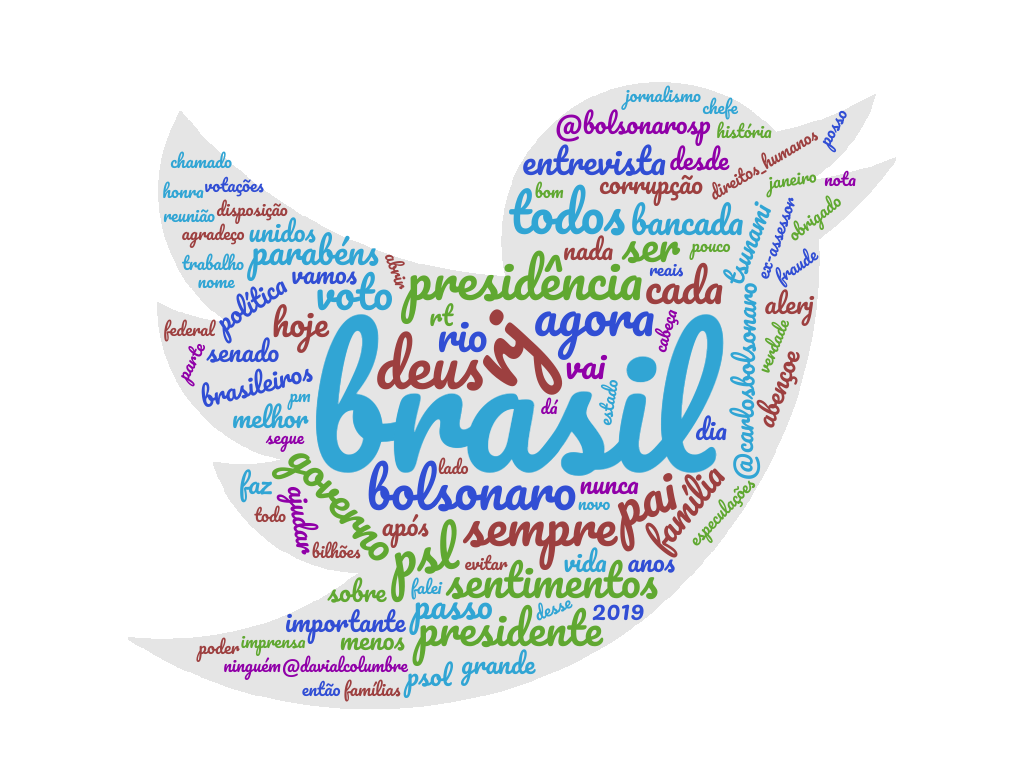 jornalismo
chefe
@bolsonarosp
história
posso
entrevista
desde
direitos_humanos
chamado
honra
votações
bom
corrupção
janeiro
nota
reunião
disposição
todos
bancada
tsunami
ex-assessor
obrigado
agradeço
unidos
parabéns
nada
ser
pouco
trabalho
vamos
abrir
reais
fraude
nome
política
voto
presidência
cada
alerj
federal
hoje
rt
rio
rj
agora
cabeça
verdade
parte
senado
deus
vai
@carlosbolsonaro
brasileiros
pm
brasil
dá
estado
abençoe
melhor
dia
segue
governo
lado
faz
ajudar
bolsonaro
nunca
novo
pai
família
especulações
todo
bilhões
após
sempre
psl
evitar
vida
anos
sobre
falei
sentimentos
importante
passo
desse
2019
poder
imprensa
menos
presidente
ninguém
@davialcolumbre
psol
grande
então
famílias